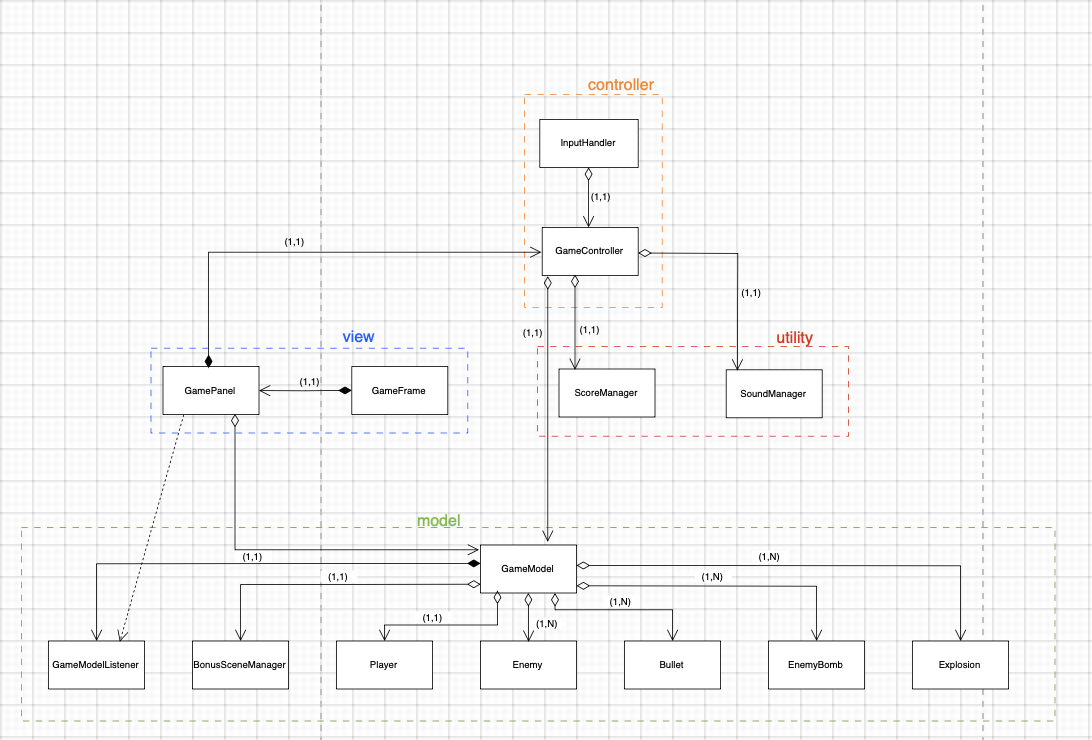 controller
InputHandler
(1,1)
(1,1)
GameController
(1,1)
(1,1)
(1,1)
view
utility
GamePanel
(1,1)
GameFrame
ScoreManager
SoundManager
model
(1,1)
GameModel
(1,N)
(1,1)
(1,N)
(1,1)
(1,N)
(1,N)
GameModelListener
BonusSceneManager
Player
Enemy
Bullet
EnemyBomb
Explosion